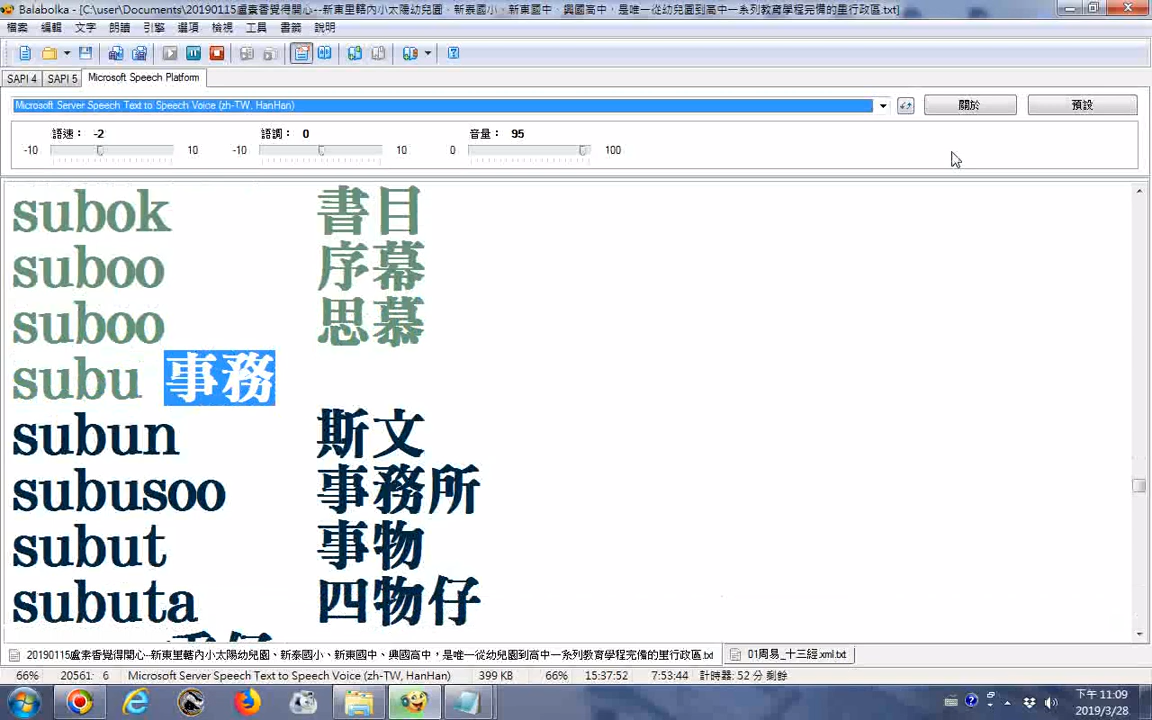 Balabolka - [C:\user\Documents\20190115盧素香覺得開心--新東里轄內小太陽幼兒園、新泰國小、新東國中、興國高中，是唯一從幼兒園到高中一系列教育學程完備的里行政區.txt]
檔案 編輯 文字 朗讀 引擎 選項 檢視 工具 書籤 說明
SAPI 4 SAPI 5 Microsoft Speech Platform
Microsoft Server Speech Text to Speech Voice (zh-TW, HanHan) 關於 預設
語速： -2 語調： 0 音量： 95
-10 10 -10 10 0 100
subok 書目
suboo 序幕
suboo 思慕
subu 事務
subun 斯文
subusoo 事務所
subut 事物
subuta 四物仔
20190115盧素香覺得開心--新東里轄內小太陽幼兒園、新泰國小、新東國中、興國高中，是唯一從幼兒園到高中一系列教育學程完備的里行政區.txt 01周易_十三經.xml.txt
66% 20561: 6 Microsoft Server Speech Text to Speech Voice (zh-TW, HanHan) 399 KB 66% 15:37:52 7:53:44 計時器: 52 分 剩餘
下午 11:09
2019/3/28